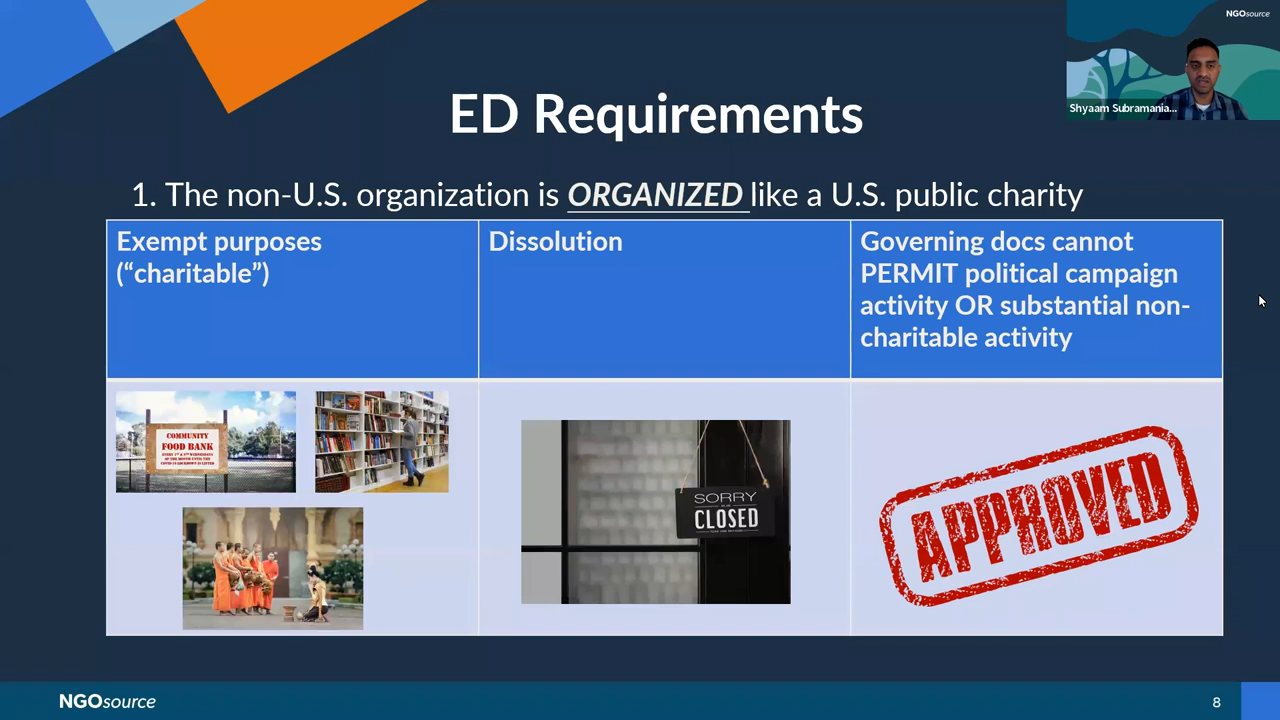 NGOsource
Shyaam Subramania...
ED Requirements
1. The non-U.S. organization is ORGANIZED like a U.S. public charity
Exempt purposes
(“charitable”)
Dissolution
Governing docs cannot
PERMIT political campaign
activity OR substantial non-
charitable activity
COMMUNITY
FOOD BANK
SORRY
CLOSED
APPROVED
NGOsource
8